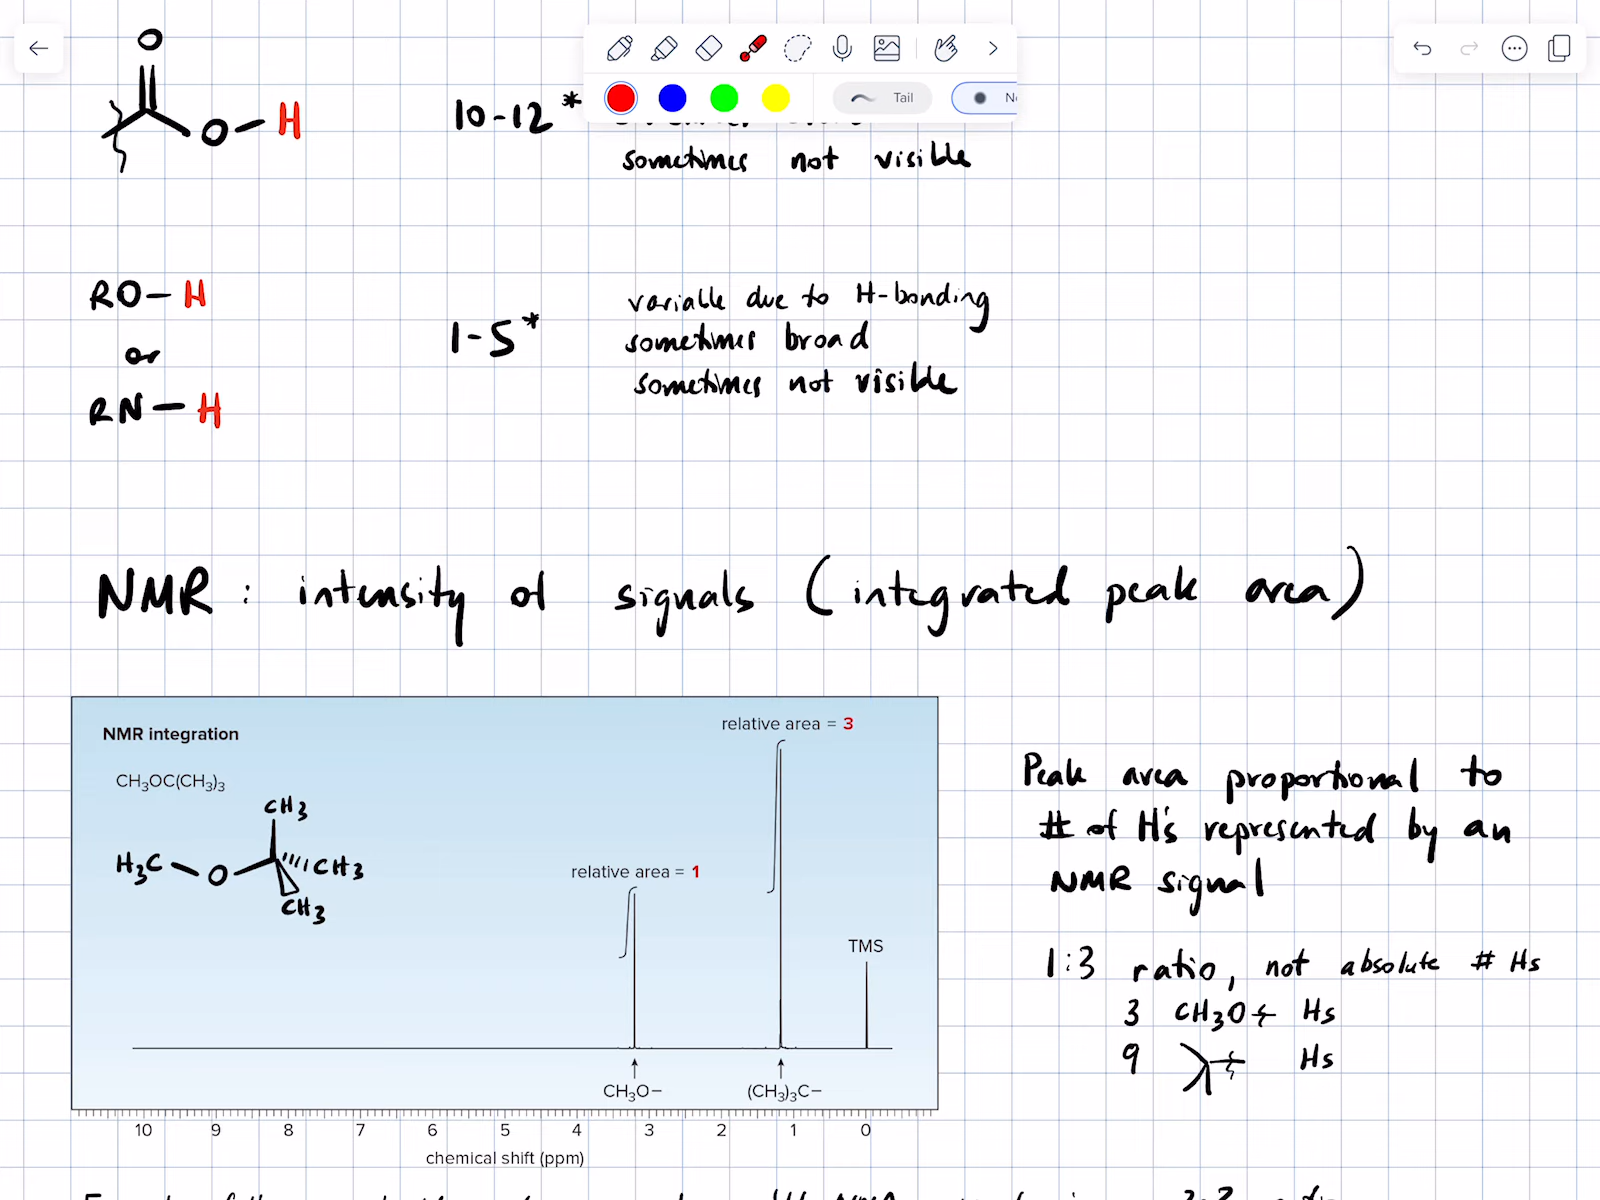 O
O-H
10-12*
Tail
sometimes not visible
RO-H
or
RN-H
1-5*
variable due to H-bonding
sometimes broad
sometimes not visible
NMR: intensity of signals (integrated peak area)
NMR integration
CH₃OC(CH₃)₃
CH3
H3C-O
CH3
CH3
relative area = 3
relative area = 1
TMS
CH₃O–
(CH₃)₃C–
10 9 8 7 6 5 4 3 2 1 0
chemical shift (ppm)
Peak area proportional to
# of H's represented by an
NMR signal
1:3 ratio, not absolute # Hs
3 CH3O Hs
9 Hs